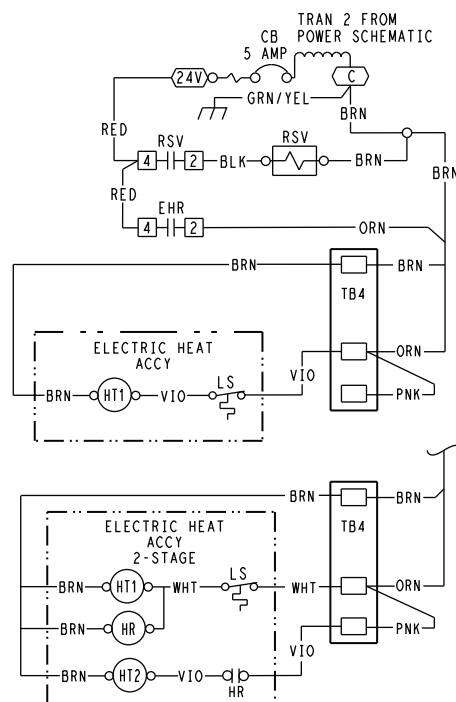 TRAN 2 FROM
POWER SCHEMATIC
CB
5 AMP
24V
C
GRN/YEL
BRN
RED
RSV
RSV
4
2
BLK
BRN
BRN
RED
EHR
4
2
ORN
BRN
BRN
TB4
ELECTRIC HEAT
ACCY
ORN
VIO
BRN
HT1
VIO
LS
PNK
BRN
BRN
TB4
ELECTRIC HEAT
ACCY
2-STAGE
BRN
HT1
WHT
LS
WHT
ORN
BRN
HR
PNK
VIO
BRN
HT2
VIO
HR